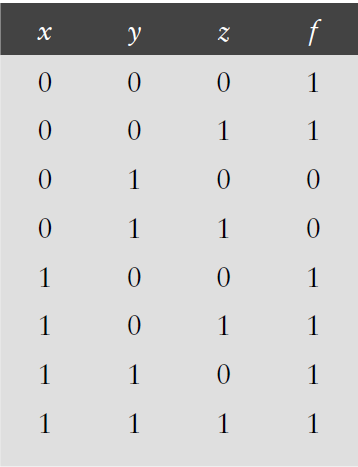 x y z f
0 0 0 1
0 0 1 1
0 1 0 0
0 1 1 0
1 0 0 1
1 0 1 1
1 1 0 1
1 1 1 1